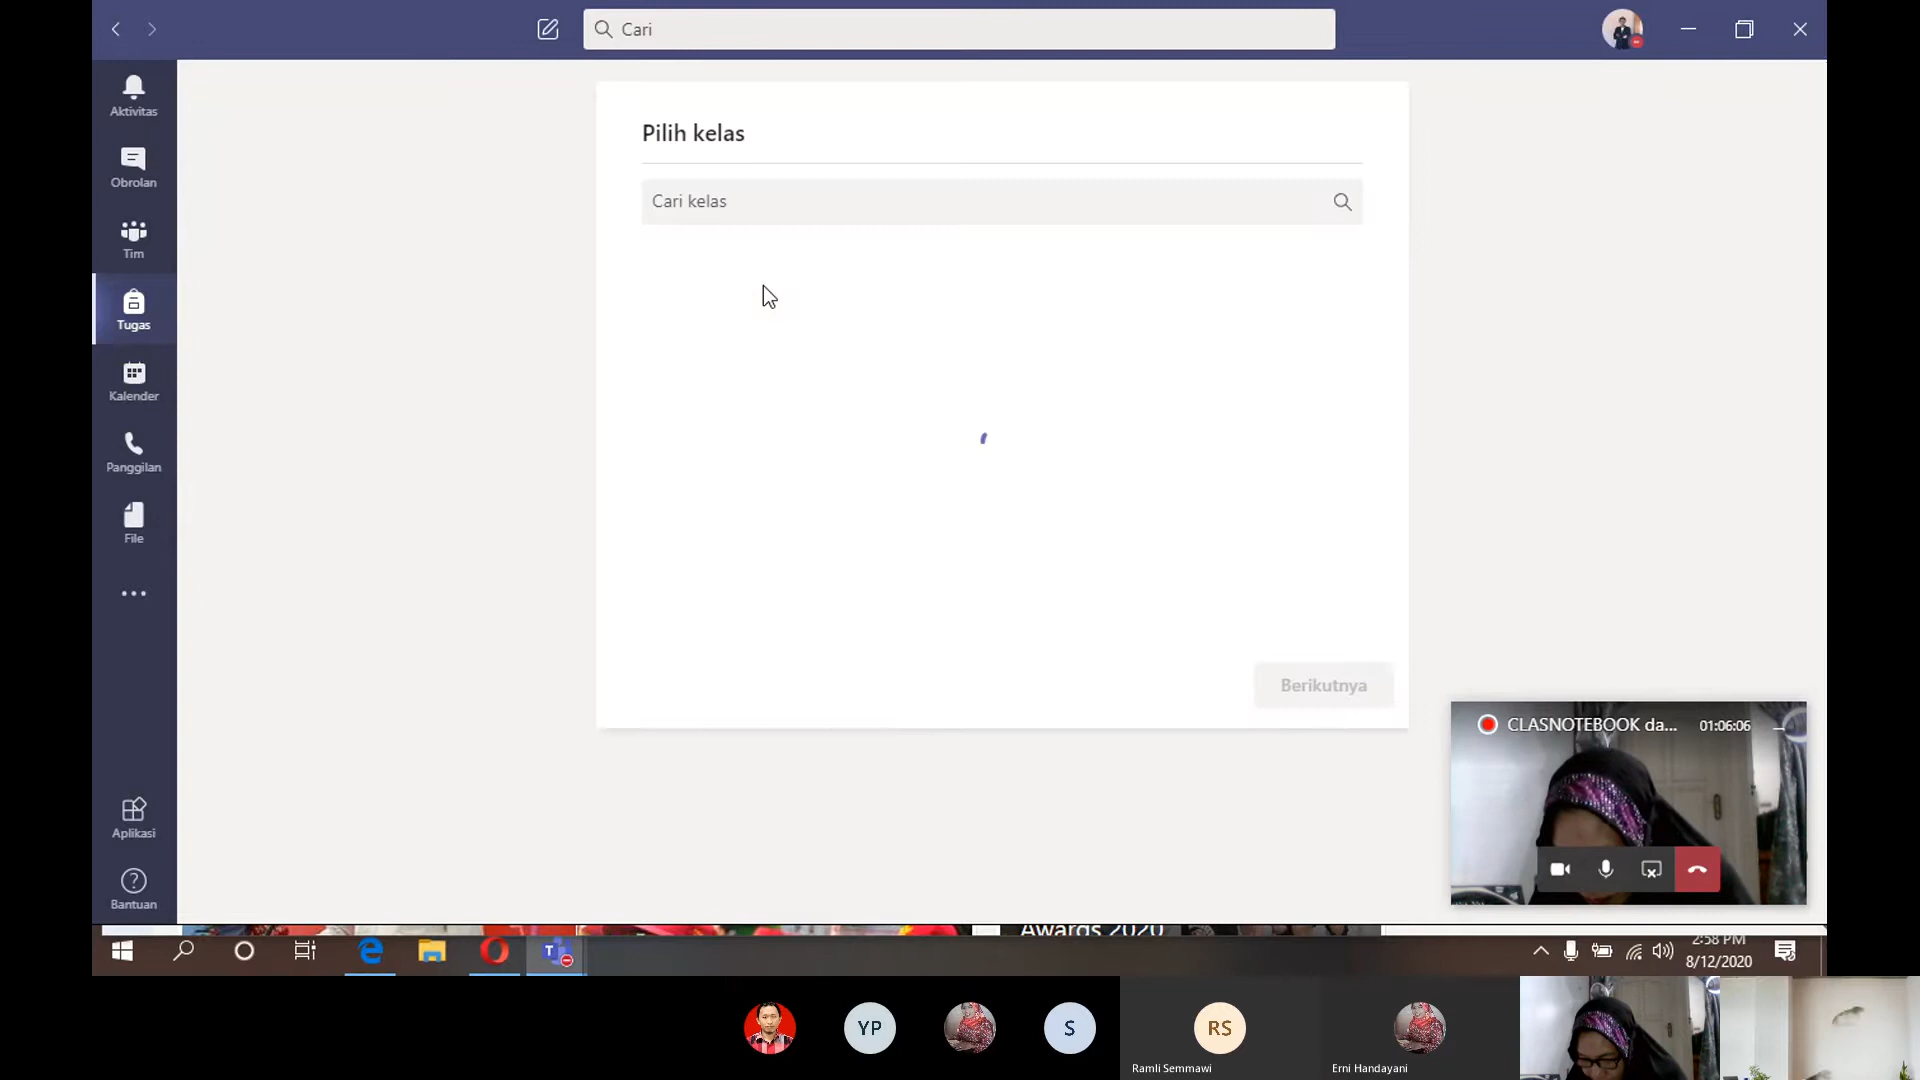 Cari
Aktivitas
Obrolan
Tim
Tugas
Kalender
Panggilan
File
Aplikasi
Bantuan
Pilih kelas
Cari kelas
Berikutnya
CLASNOTEBOOK da...
01:06:06
Awards 2020
2:58 PM
8/12/2020
YP
S
RS
Ramli Semmawi
Erni Handayani